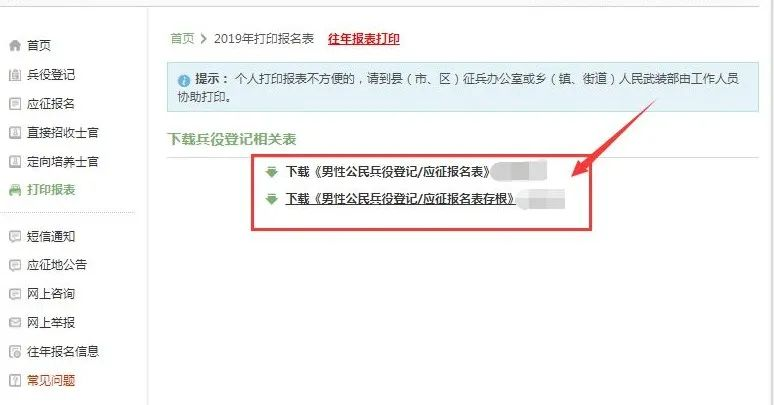 首页
兵役登记
应征报名
直接招收士官
定向培养士官
打印报表
短信通知
应征地公告
网上咨询
网上举报
往年报名信息
常见问题
首页 > 2019年打印报名表 往年报表打印
提示： 个人打印报表不方便的，请到县（市、区）征兵办公室或乡（镇、街道）人民武装部由工作人员
协助打印。
下载兵役登记相关表
下载《男性公民兵役登记/应征报名表》
下载《男性公民兵役登记/应征报名表存根》